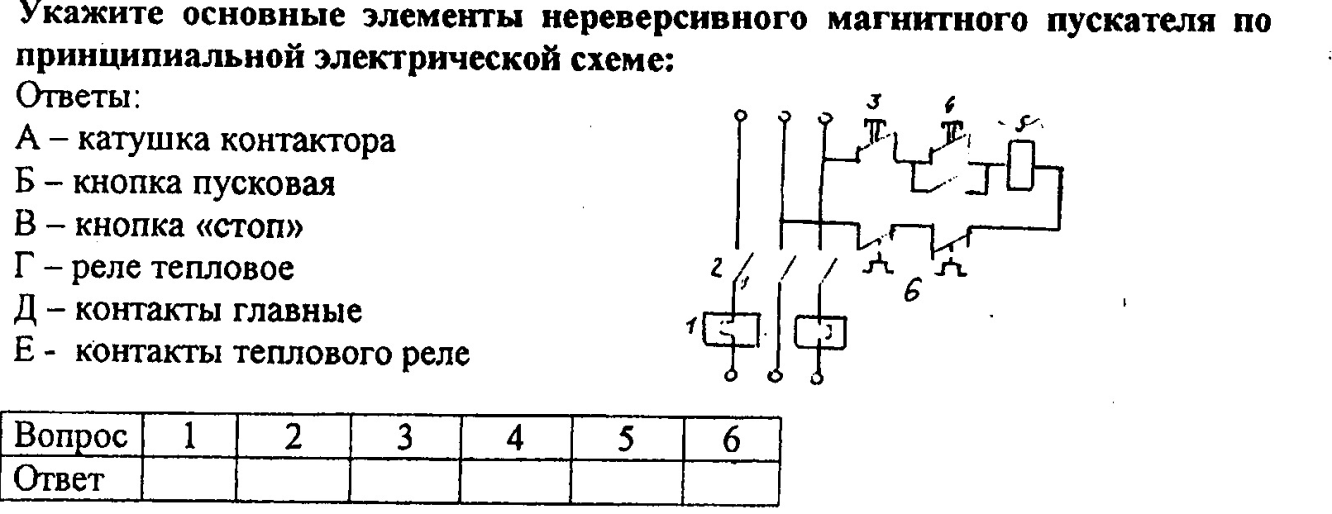 Укажите основные элементы нереверсивного магнитного пускателя по
принципиальной электрической схеме:
Ответы:
А – катушка контактора
Б – кнопка пусковая
В – кнопка «стоп»
Г – реле тепловое
Д – контакты главные
Е - контакты теплового реле
3 5
2
6
1
Вопрос 1 2 3 4 5 6
Ответ